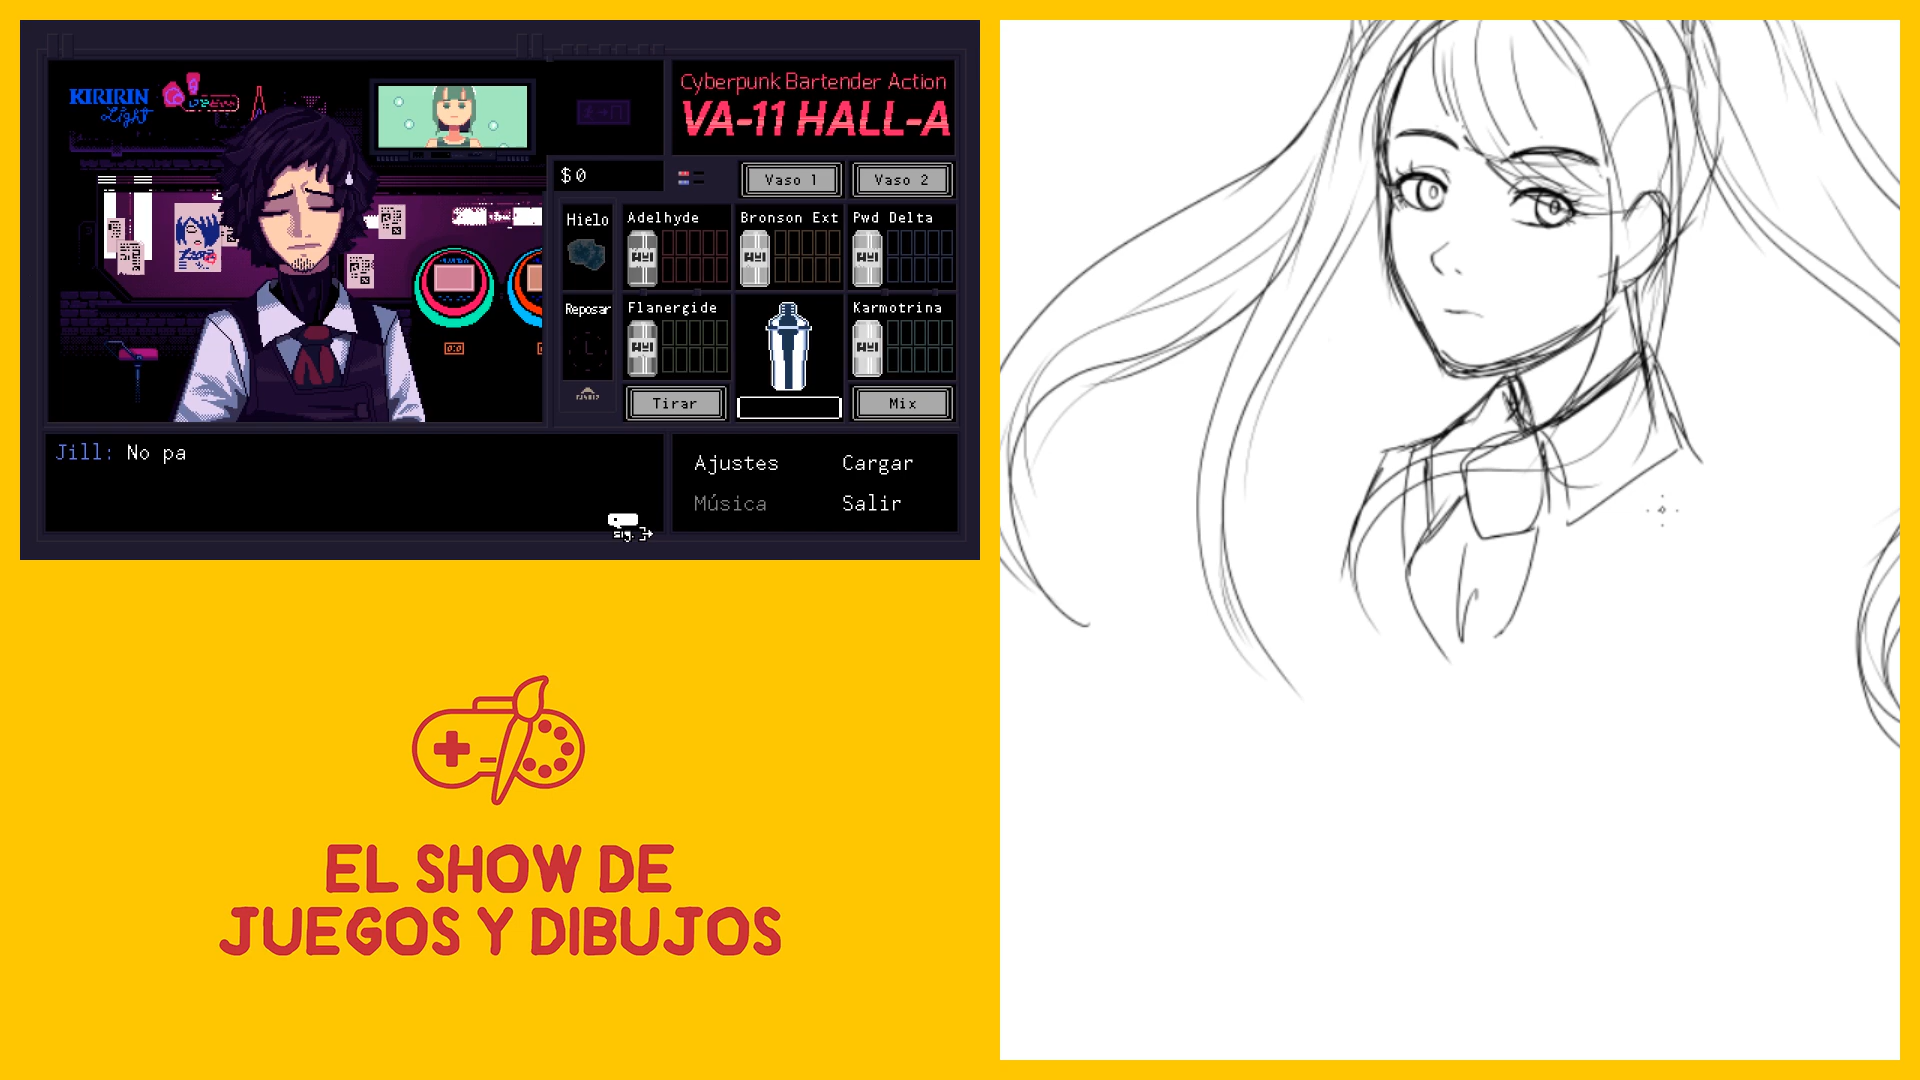 KIRIRIN
Light
Cyberpunk Bartender Action
VA-11 HALL-A
$0
Vaso 1
Vaso 2
Hielo
Adelhyde
Bronson Ext
Pwd Delta
Reposar
Flanergide
Karmotrina
Tirar
Mix
Jill: No pa
sig.
Ajustes
Cargar
Música
Salir
EL SHOW DE
JUEGOS Y DIBUJOS